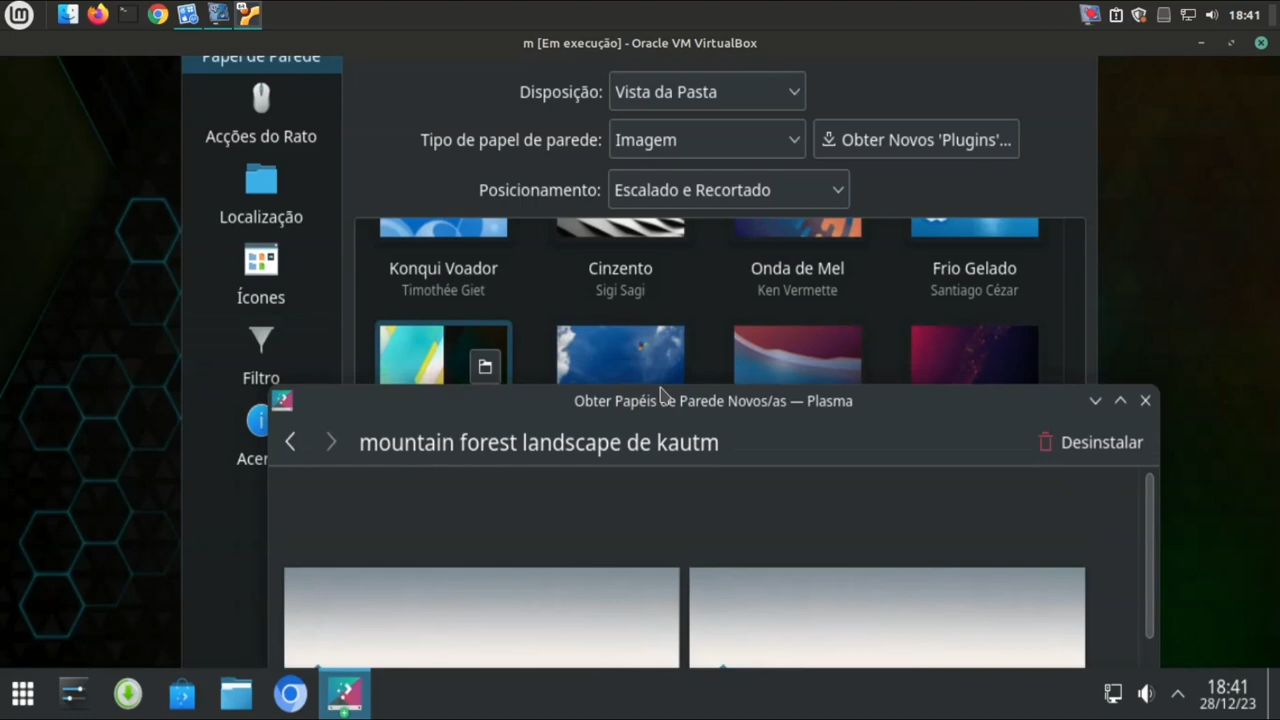 18:41
m [Em execução] - Oracle VM VirtualBox
Papel de Parede
Disposição: Vista da Pasta
Acções do Rato
Tipo de papel de parede: Imagem Obter Novos 'Plugins'...
Posicionamento: Escalado e Recortado
Localização
Konqui Voador Cinzento Onda de Mel Frio Gelado
Timothée Giet Sigi Sagi Ken Vermette Santiago Cézar
Ícones
Filtro
Obter Papéis de Parede Novos/as — Plasma
mountain forest landscape de kautm Desinstalar
Acer
18:41
28/12/23